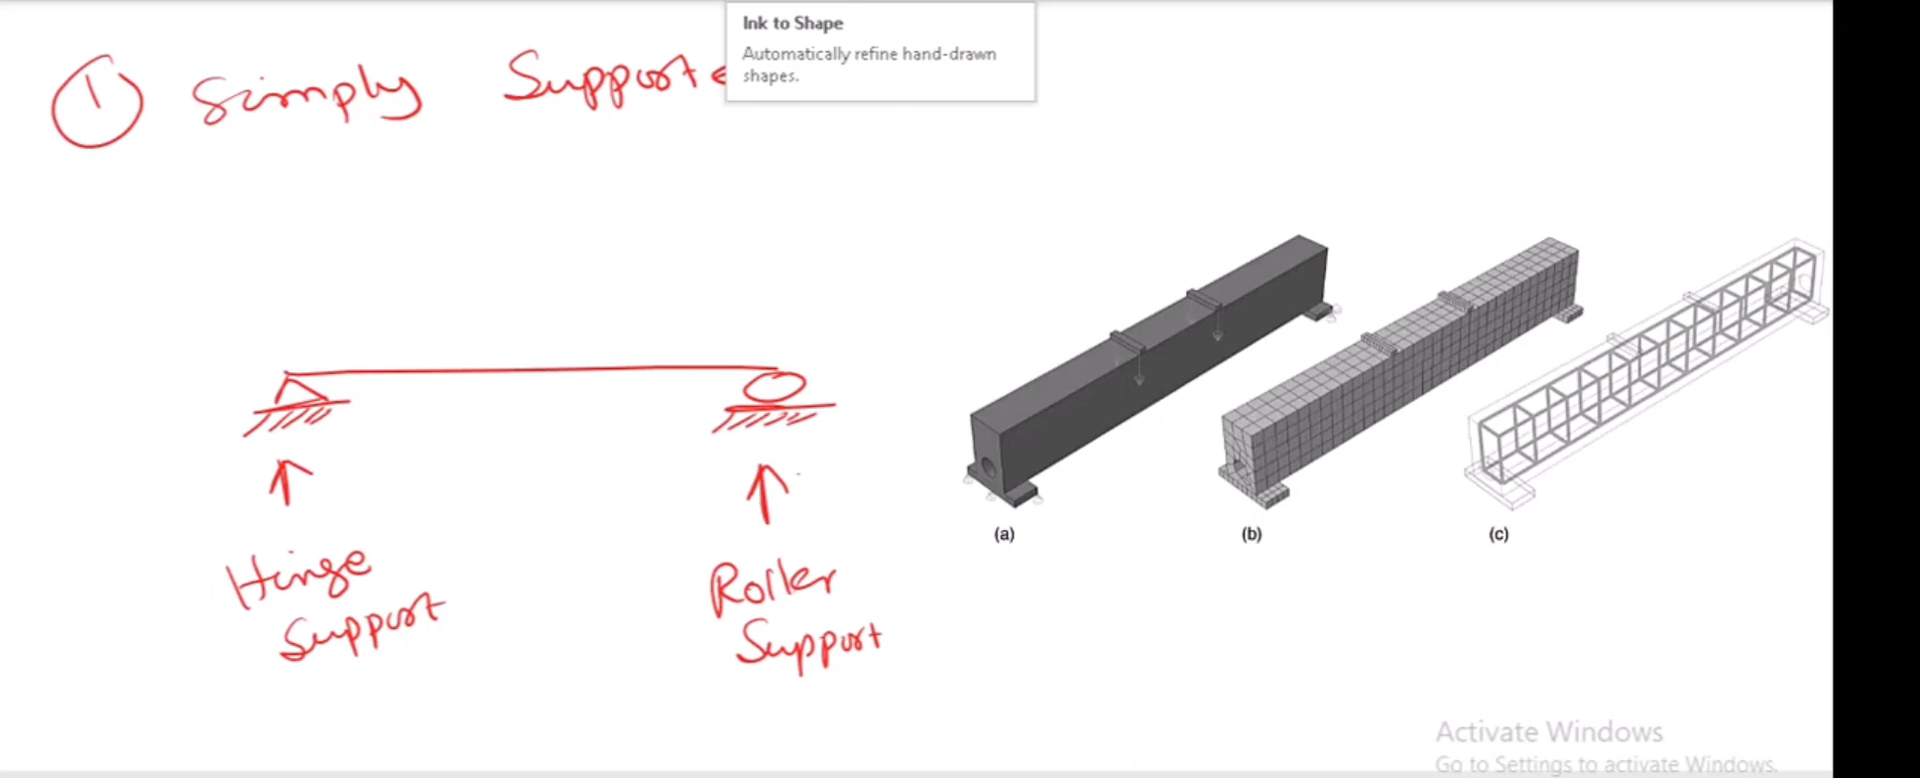 ① Simply Support
Ink to Shape
Automatically refine hand-drawn
shapes.
Hinge
Support
Roller
Support
(a)
(b)
(c)
Activate Windows
Go to Settings to activate Windows.